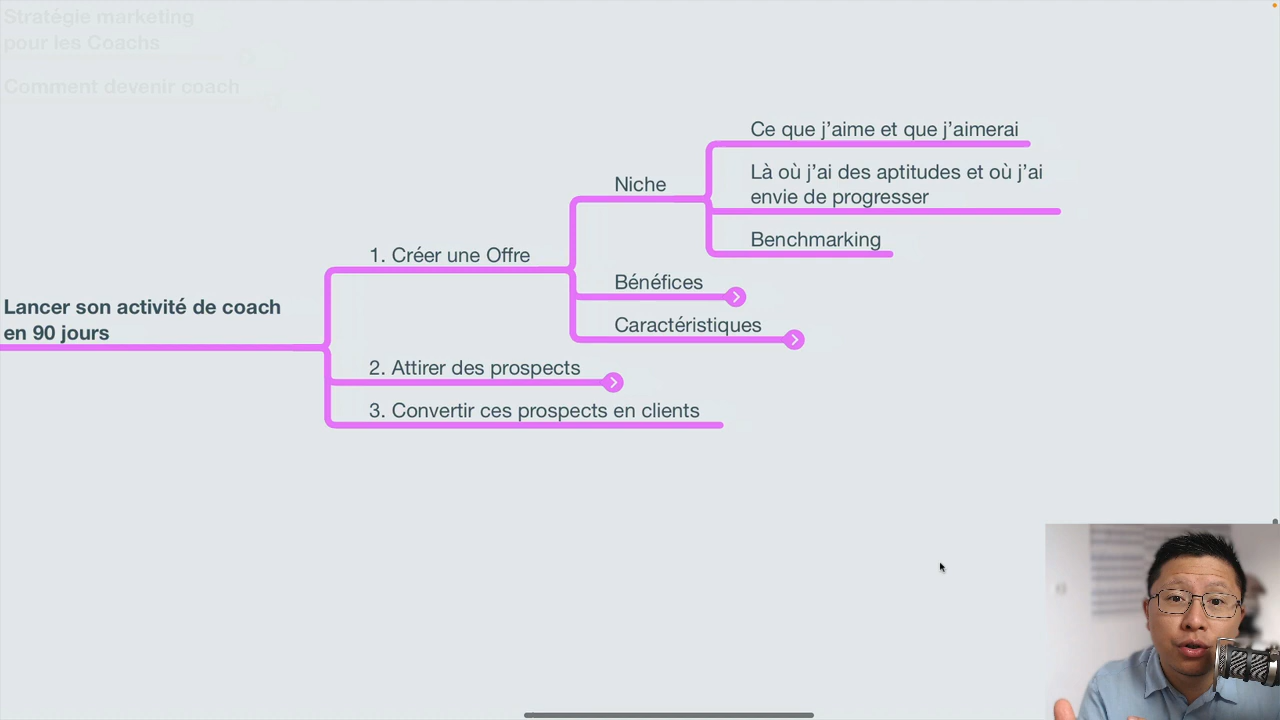 Stratégie marketing
pour les Coachs
Comment devenir coach
Lancer son activité de coach
en 90 jours
1. Créer une Offre
Niche
Ce que j’aime et que j’aimerai
Là où j’ai des aptitudes et où j’ai
envie de progresser
Benchmarking
Bénéfices
Caractéristiques
2. Attirer des prospects
3. Convertir ces prospects en clients